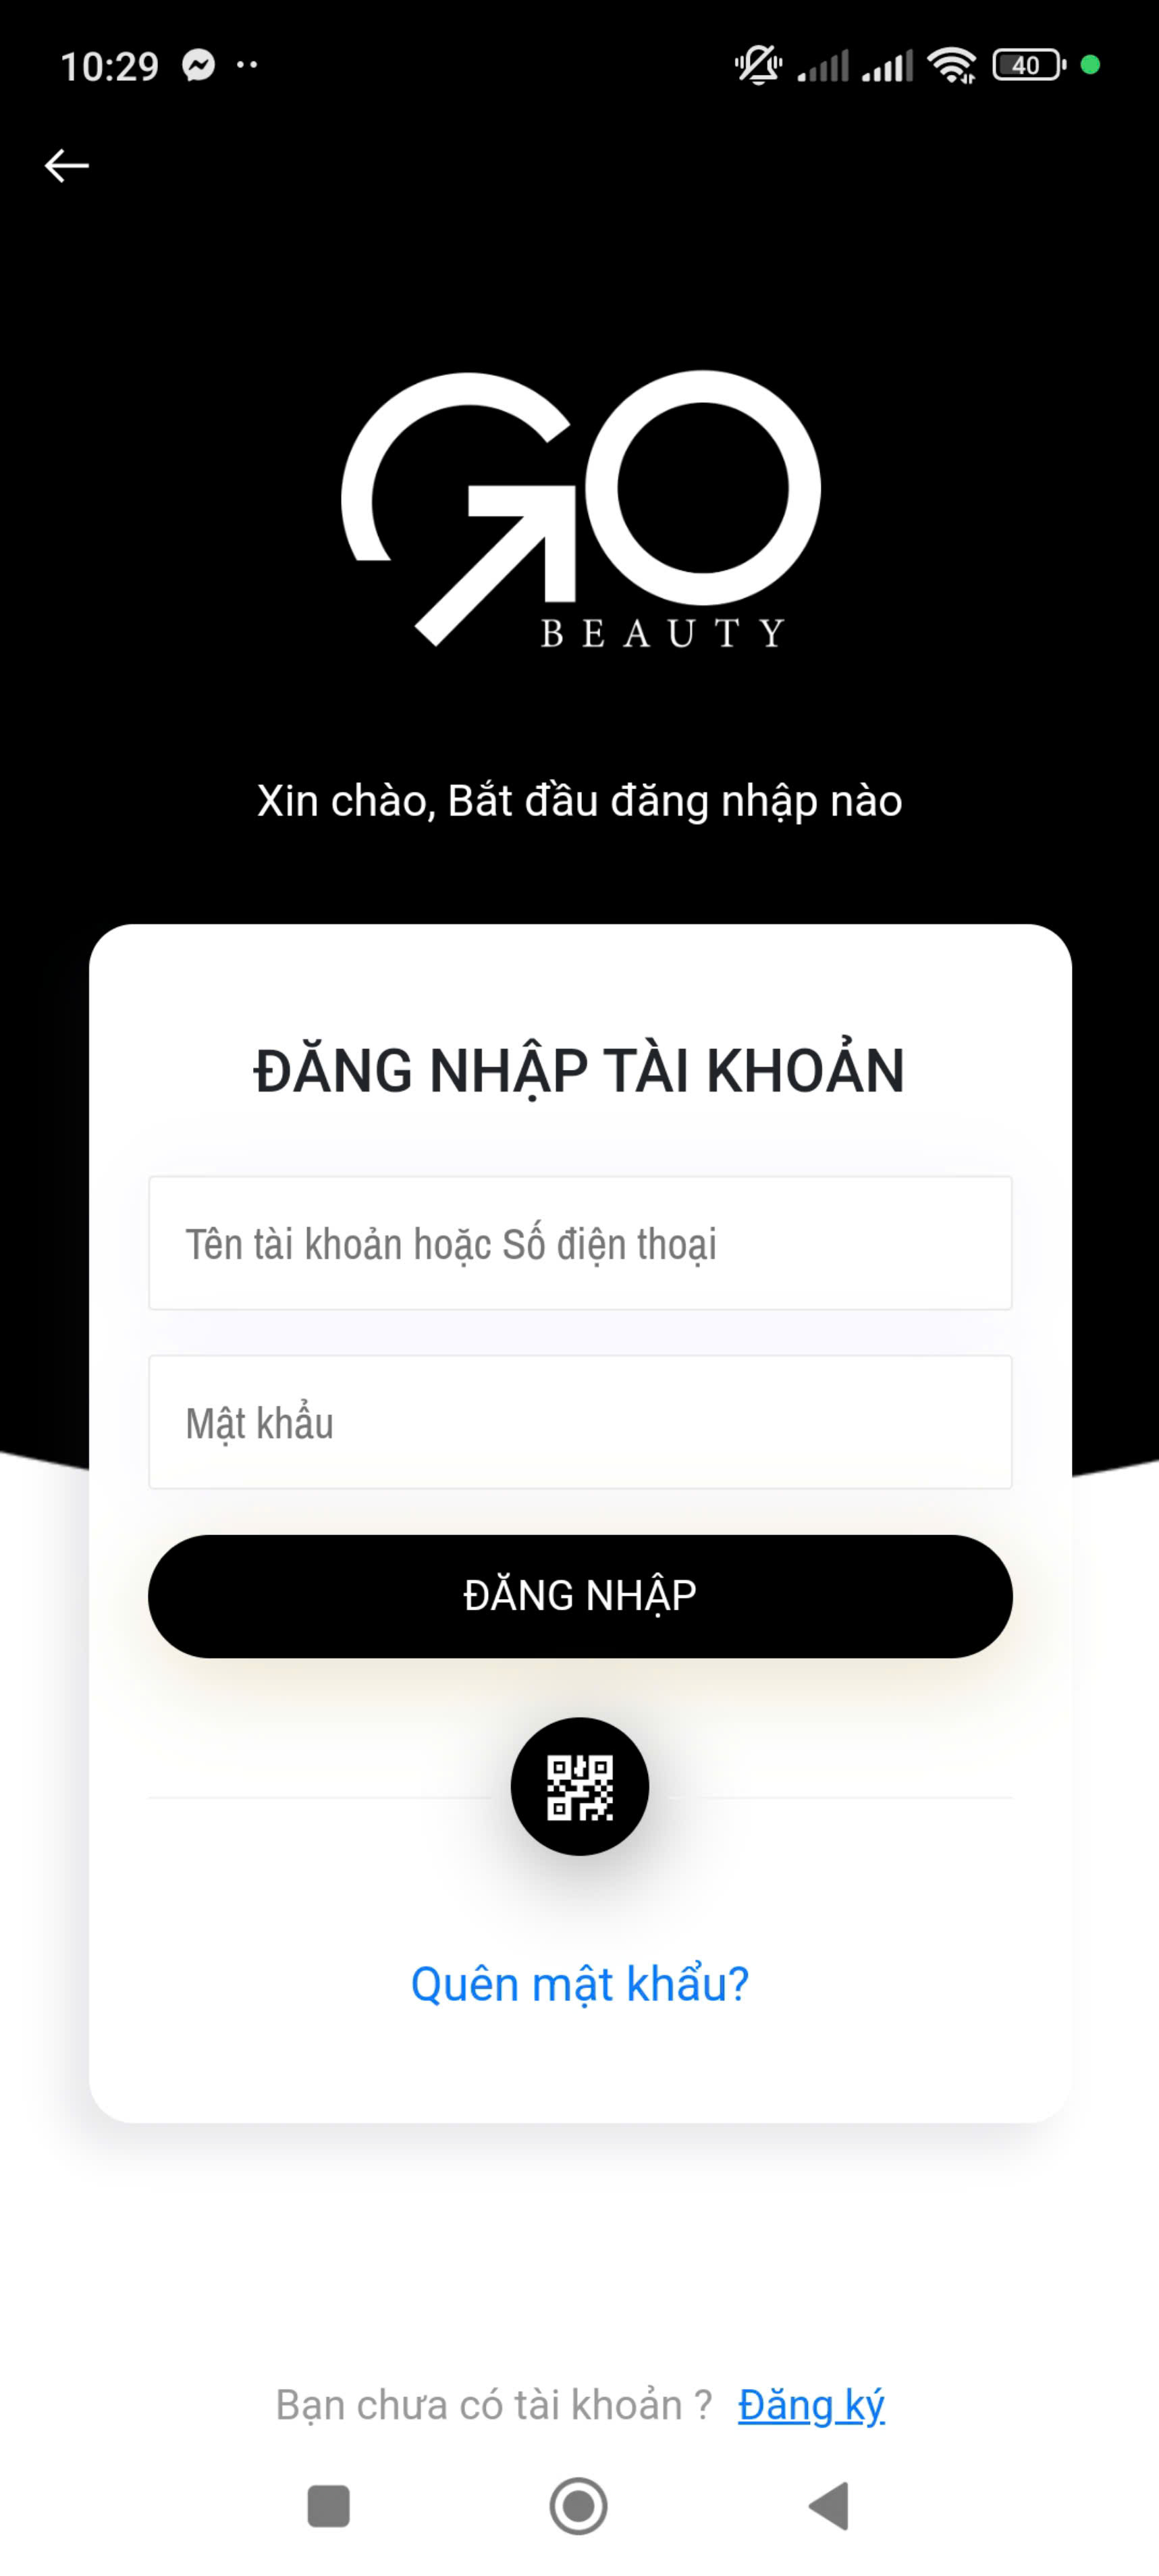 10:29
40
GO
BEAUTY
Xin chào, Bắt đầu đăng nhập nào
ĐĂNG NHẬP TÀI KHOẢN
Tên tài khoản hoặc Số điện thoại
Mật khẩu
ĐĂNG NHẬP
Quên mật khẩu?
Bạn chưa có tài khoản ? Đăng ký